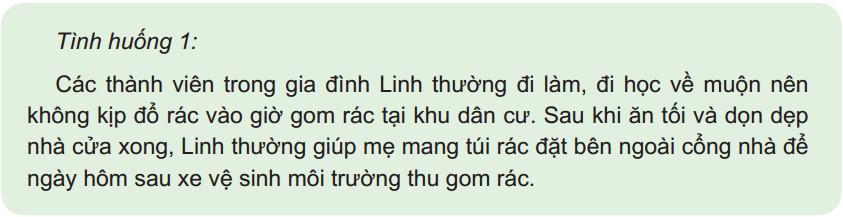 Tình huống 1:
Các thành viên trong gia đình Linh thường đi làm, đi học về muộn nên
không kịp đổ rác vào giờ gom rác tại khu dân cư. Sau khi ăn tối và dọn dẹp
nhà cửa xong, Linh thường giúp mẹ mang túi rác đặt bên ngoài cổng nhà để
ngày hôm sau xe vệ sinh môi trường thu gom rác.